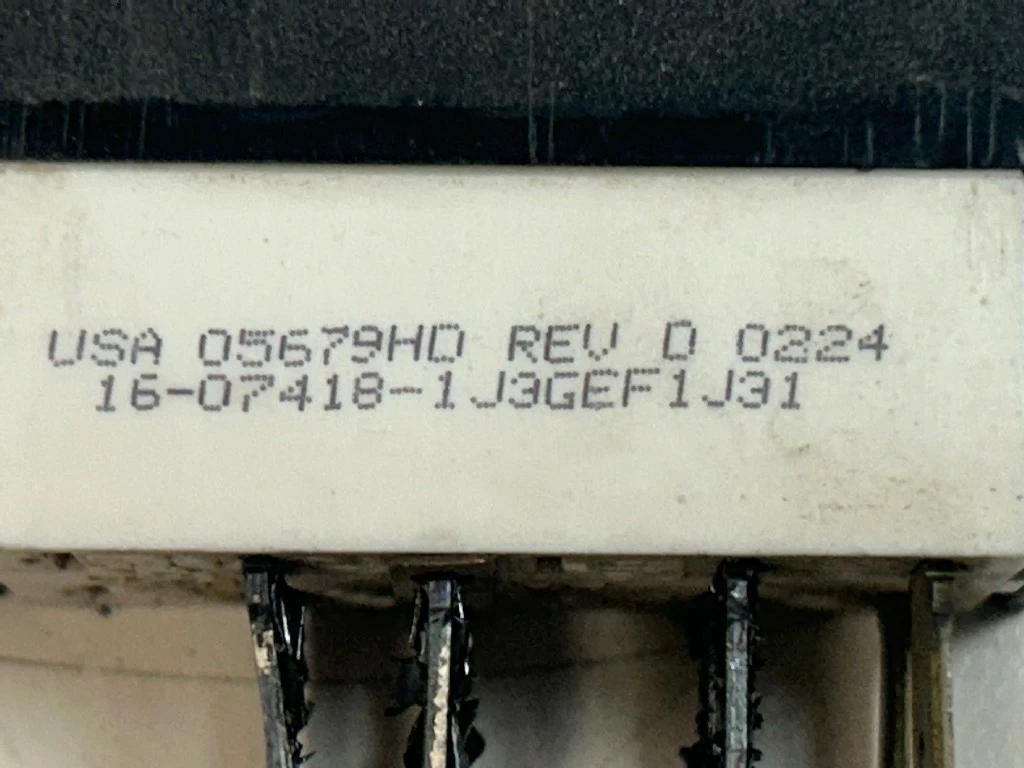 USA 05679HD REV D 0224
16-07418-1J3GEF1J31